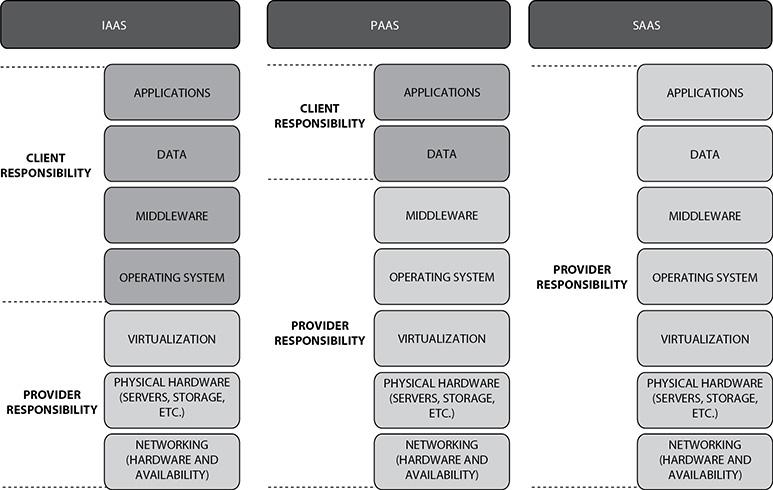 IAAS
CLIENT
RESPONSIBILITY
APPLICATIONS
DATA
MIDDLEWARE
OPERATING SYSTEM
PROVIDER
RESPONSIBILITY
VIRTUALIZATION
PHYSICAL HARDWARE
(SERVERS, STORAGE,
ETC.)
NETWORKING
(HARDWARE AND
AVAILABILITY)
PAAS
CLIENT
RESPONSIBILITY
APPLICATIONS
DATA
PROVIDER
RESPONSIBILITY
MIDDLEWARE
OPERATING SYSTEM
VIRTUALIZATION
PHYSICAL HARDWARE
(SERVERS, STORAGE,
ETC.)
NETWORKING
(HARDWARE AND
AVAILABILITY)
SAAS
PROVIDER
RESPONSIBILITY
APPLICATIONS
DATA
MIDDLEWARE
OPERATING SYSTEM
VIRTUALIZATION
PHYSICAL HARDWARE
(SERVERS, STORAGE,
ETC.)
NETWORKING
(HARDWARE AND
AVAILABILITY)